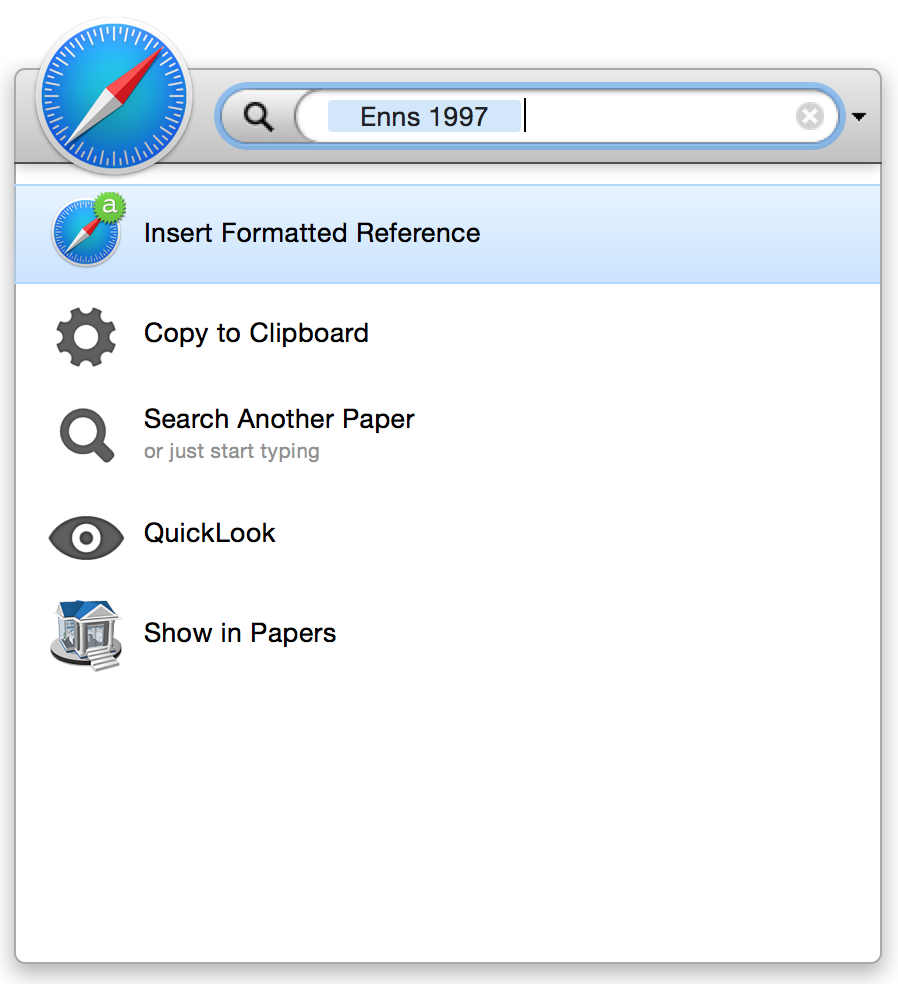 Enns 1997
a
Insert Formatted Reference
Copy to Clipboard
Search Another Paper
or just start typing
QuickLook
Show in Papers